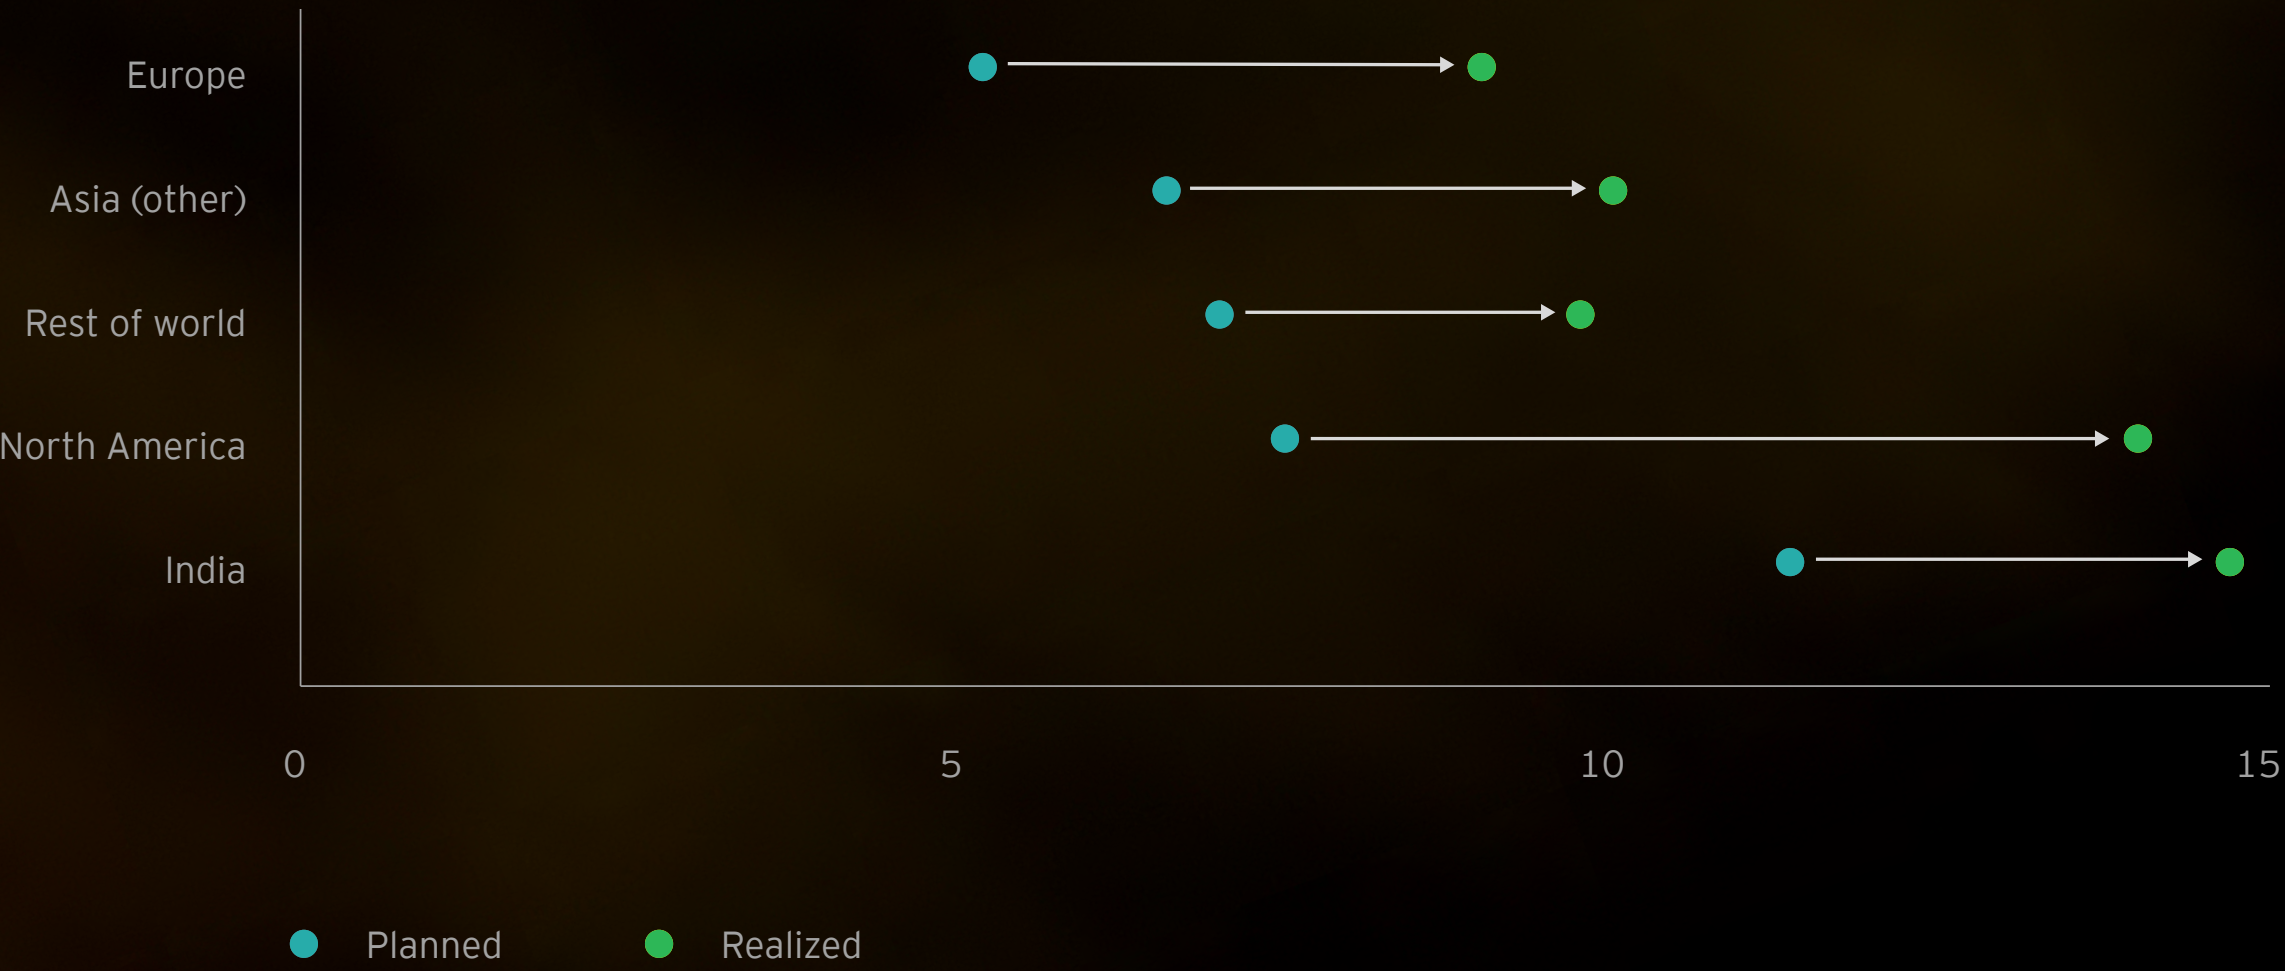 Europe
Asia (other)
Rest of world
North America
India
0 5 10 15
Planned Realized